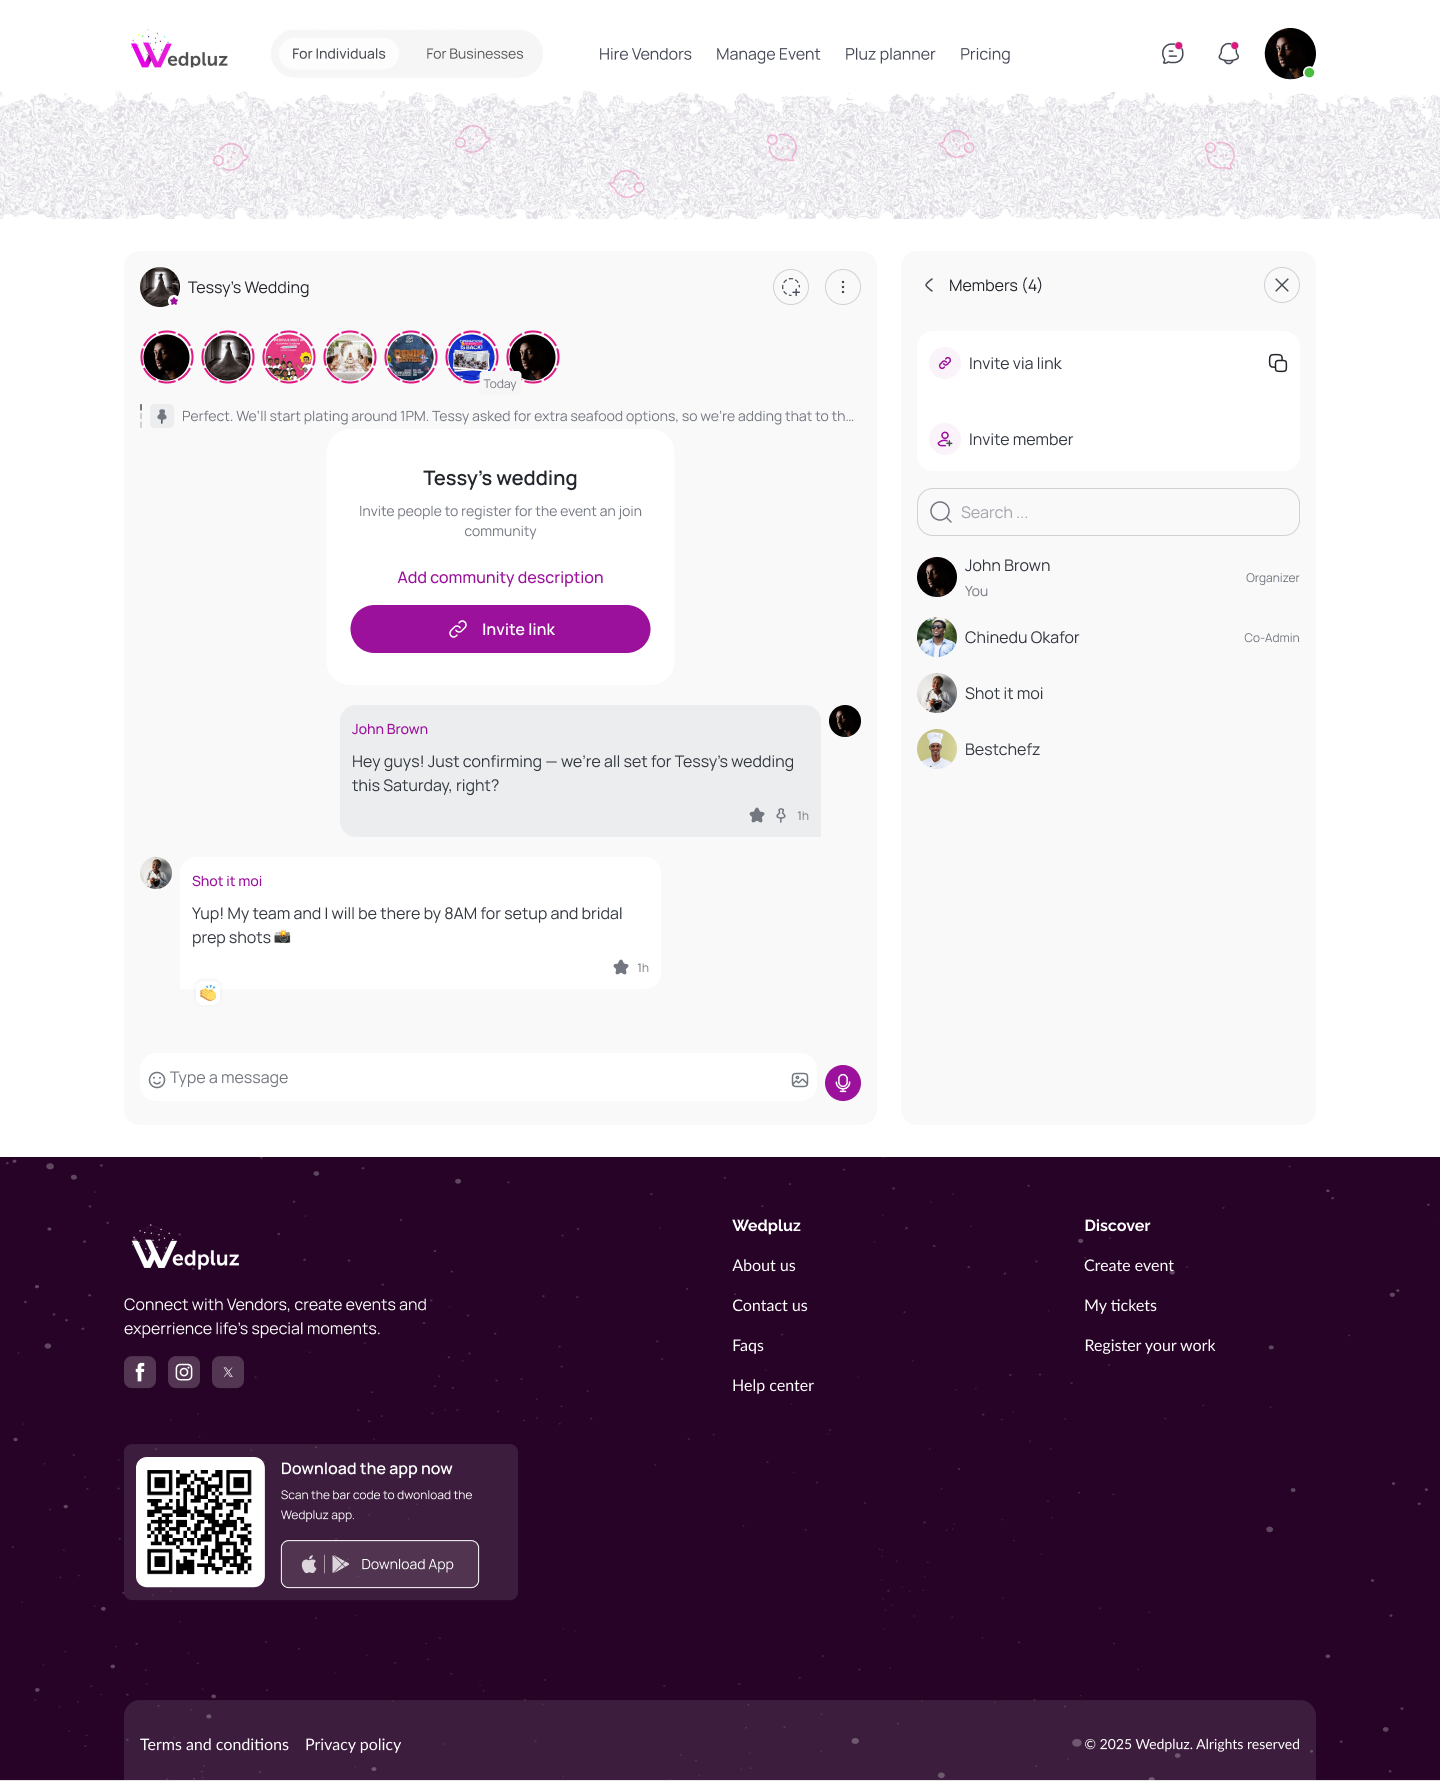 Wedpluz
For Individuals
For Businesses
Hire Vendors
Manage Event
Pluz planner
Pricing
Tessy's Wedding
Today
Perfect. We'll start plating around 1PM. Tessy asked for extra seafood options, so we're adding that to th...
Tessy's wedding
Invite people to register for the event an join
community
Add community description
Invite link
John Brown
Hey guys! Just confirming — we're all set for Tessy's wedding
this Saturday, right?
1h
Shot it moi
Yup! My team and I will be there by 8AM for setup and bridal
prep shots 📸
1h
Type a message
Members (4)
Invite via link
Invite member
Search ...
John Brown
You
Organizer
Chinedu Okafor
Co-Admin
Shot it moi
Bestchefz
Wedpluz
Connect with Vendors, create events and
experrience life's special moments.
Wedpluz
About us
Contact us
Faqs
Help center
Discover
Create event
My tickets
Register your work
Download the app now
Scan the bar code to dwonload the
Wedpluz app.
Download App
Terms and conditions
Privacy policy
© 2025 Wedpluz. Alrights reserved